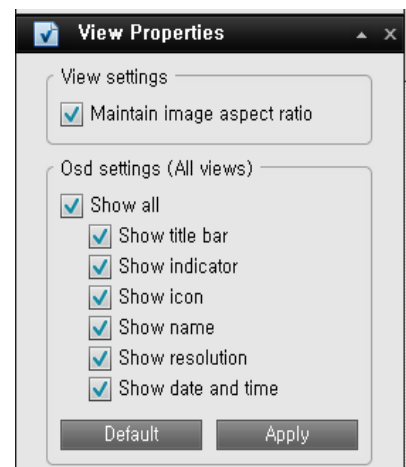 View Properties
View settings
Maintain image aspect ratio
Osd settings (All views)
Show all
Show title bar
Show indicator
Show icon
Show name
Show resolution
Show date and time
Default Apply